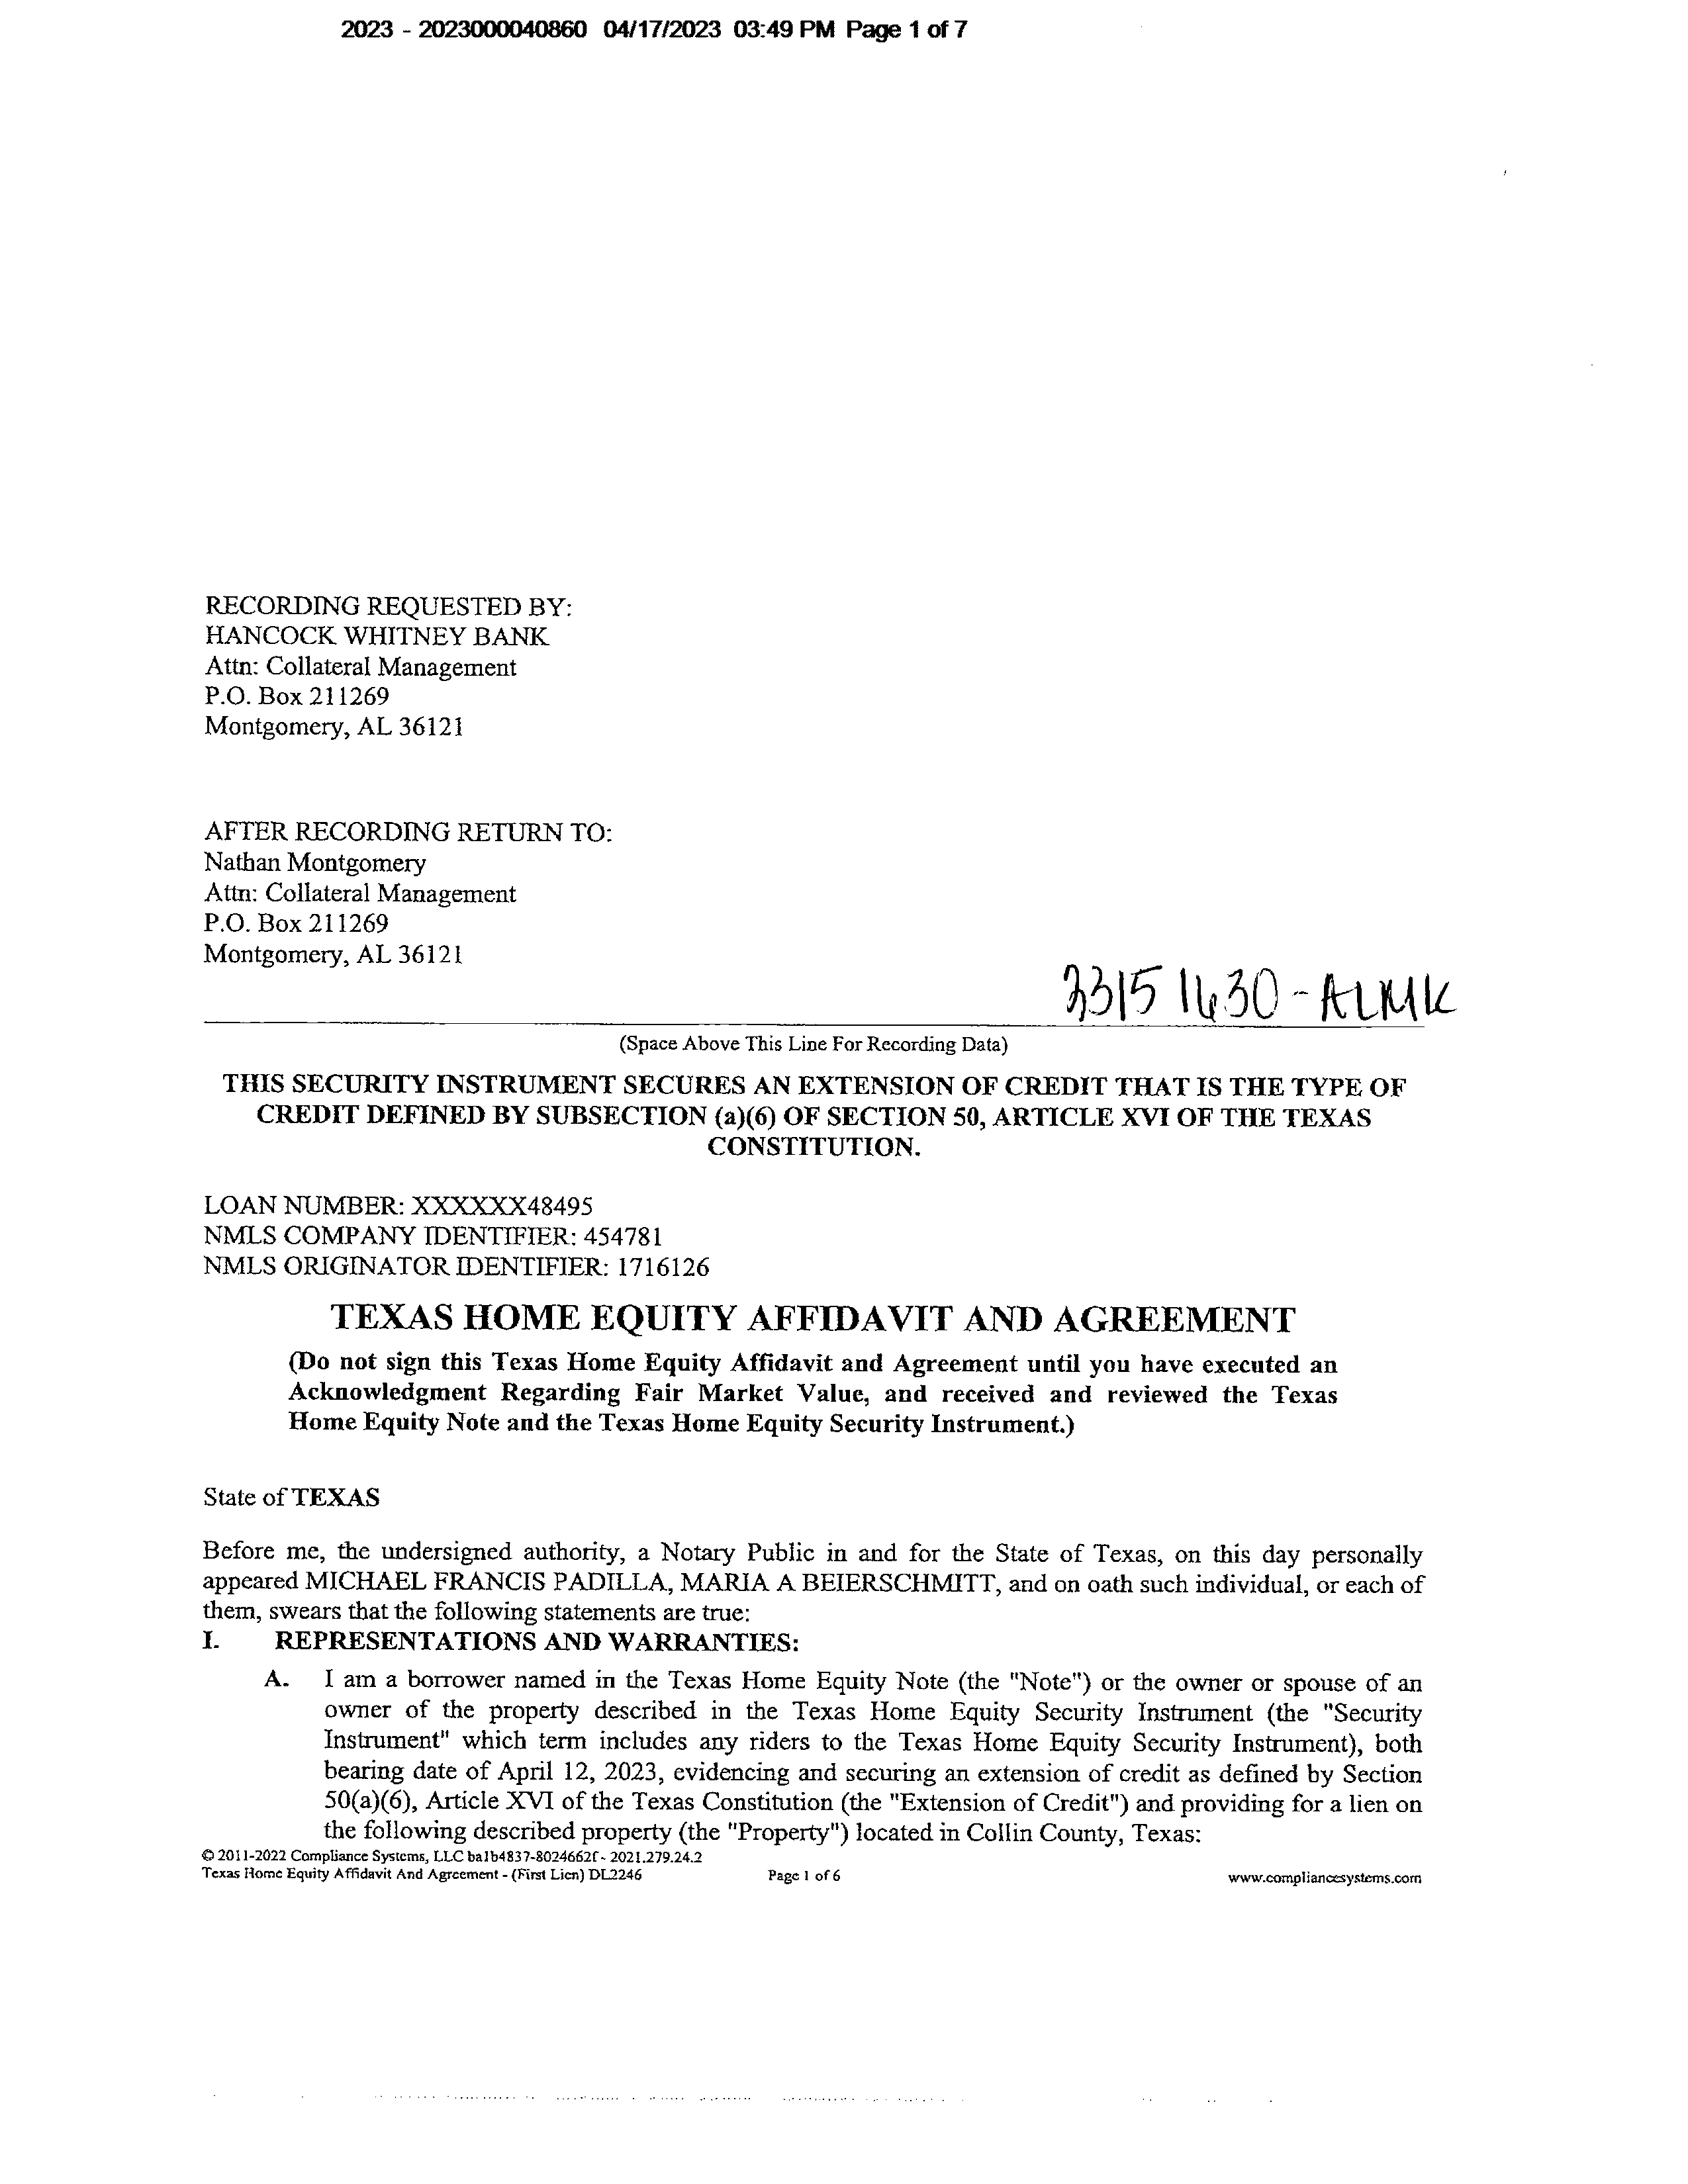 2023 - 2023000040860 04/17/2023 03:49 PM Page 1 of 7
RECORDING REQUESTED BY:
HANCOCK WHITNEY BANK
Attn: Collateral Management
P.O. Box 211269
Montgomery, AL 36121
AFTER RECORDING RETURN TO:
Nathan Montgomery
Attn: Collateral Management
P.O. Box 211269
Montgomery, AL 36121
(Space Above This Line For Recording Data)
THIS SECURITY INSTRUMENT SECURES AN EXTENSION OF CREDIT THAT IS THE TYPE OF
CREDIT DEFINED BY SUBSECTION (a)(6) OF SECTION 50, ARTICLE XVI OF THE TEXAS
CONSTITUTION.
LOAN NUMBER: XXXXXX48495
NMLS COMPANY IDENTIFIER: 454781
NMLS ORIGINATOR IDENTIFIER: 1716126
TEXAS HOME EQUITY AFFIDAVIT AND AGREEMENT
(Do not sign this Texas Home Equity Affidavit and Agreement until you have executed an
Acknowledgment Regarding Fair Market Value, and received and reviewed the Texas
Home Equity Note and the Texas Home Equity Security Instrument.)
State of TEXAS
Before me, the undersigned authority, a Notary Public in and for the State of Texas, on this day personally
appeared MICHAEL FRANCIS PADILLA, MARIA A BEIERSCHMITT, and on oath such individual, or each of
them, swears that the following statements are true:
I. REPRESENTATIONS AND WARRANTIES:
A. I am a borrower named in the Texas Home Equity Note (the "Note") or the owner or spouse of an
owner of the property described in the Texas Home Equity Security Instrument (the "Security
Instrument" which term includes any riders to the Texas Home Equity Security Instrument), both
bearing date of April 12, 2023, evidencing and securing an extension of credit as defined by Section
50(a)(6), Article XVI of the Texas Constitution (the "Extension of Credit") and providing for a lien on
the following described property (the "Property") located in Collin County, Texas:
© 2011-2022 Compliance Systems, LLC ba1b4837-8024662f - 2021.279.24.2
Texas Home Equity Affidavit And Agreement - (First Lien) DL2246 Page 1 of 6 www.compliancesystems.com